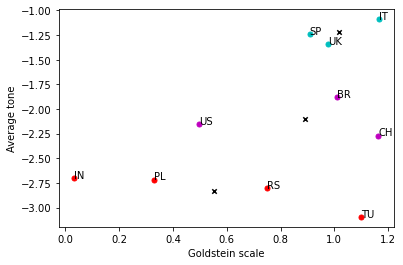 −1.00
−1.25
−1.50
−1.75
−2.00
−2.25
−2.50
−2.75
−3.00
Average tone
IT
SP
UK
BR
US
CH
IN
PL
RS
TU
0.0 0.2 0.4 0.6 0.8 1.0 1.2
Goldstein scale